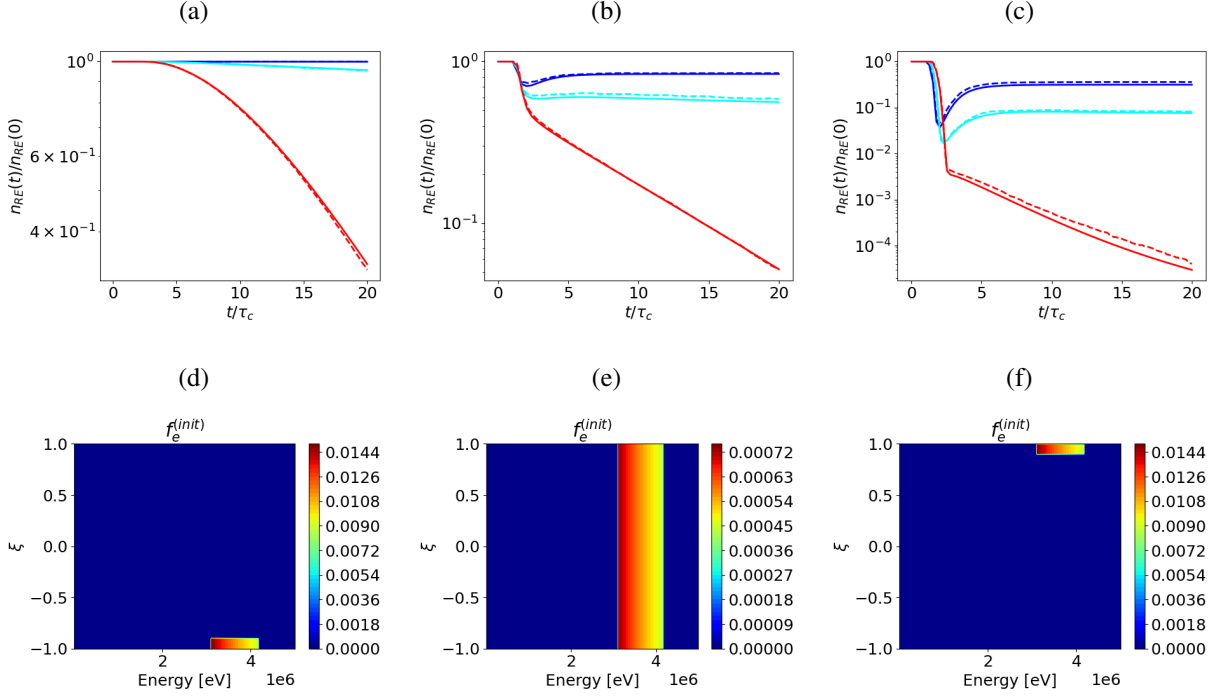 (a)
(b)
(c)
10⁰
6 × 10⁻¹
4 × 10⁻¹
n_RE(t)/n_RE(0)
0 5 10 15 20
t/τ_c
10⁰
10⁻¹
n_RE(t)/n_RE(0)
0 5 10 15 20
t/τ_c
10⁰
10⁻¹
10⁻²
10⁻³
10⁻⁴
n_RE(t)/n_RE(0)
0 5 10 15 20
t/τ_c
(d)
(e)
(f)
f_e^(init)
1.0
0.5
0.0
−0.5
−1.0
ξ
2 4
Energy [eV] 1e6
0.0144
0.0126
0.0108
0.0090
0.0072
0.0054
0.0036
0.0018
0.0000
f_e^(init)
1.0
0.5
0.0
−0.5
−1.0
ξ
2 4
Energy [eV] 1e6
0.00072
0.00063
0.00054
0.00045
0.00036
0.00027
0.00018
0.00009
0.00000
f_e^(init)
1.0
0.5
0.0
−0.5
−1.0
ξ
2 4
Energy [eV] 1e6
0.0144
0.0126
0.0108
0.0090
0.0072
0.0054
0.0036
0.0018
0.0000